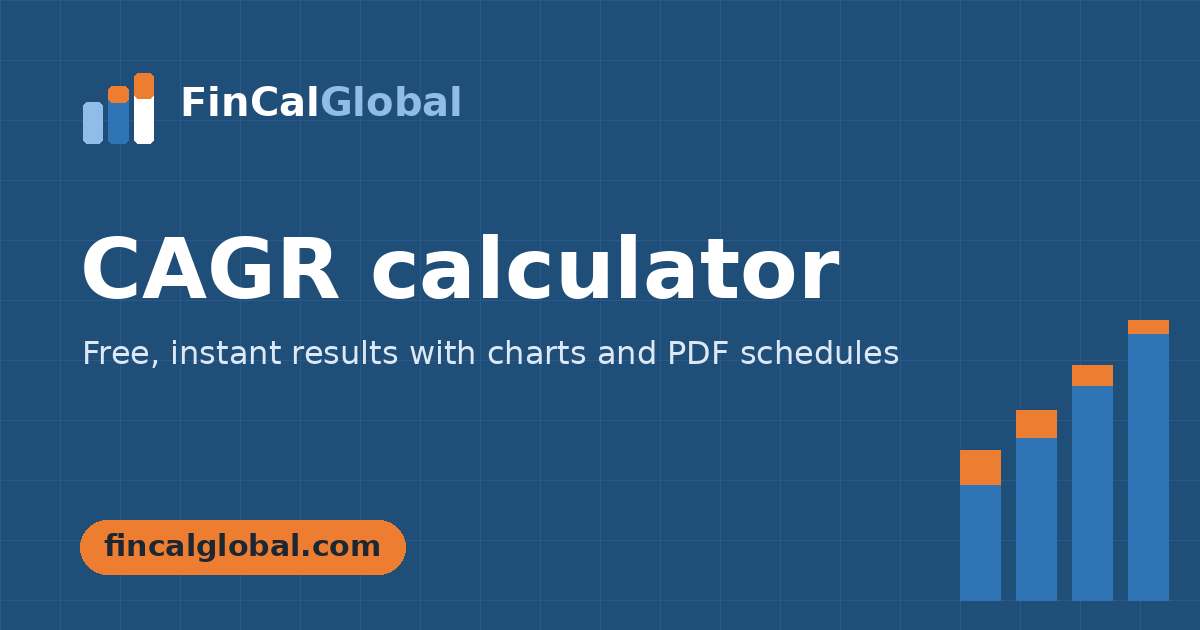 FinCalGlobal
CAGR calculator
Free, instant results with charts and PDF schedules
fincalglobal.com